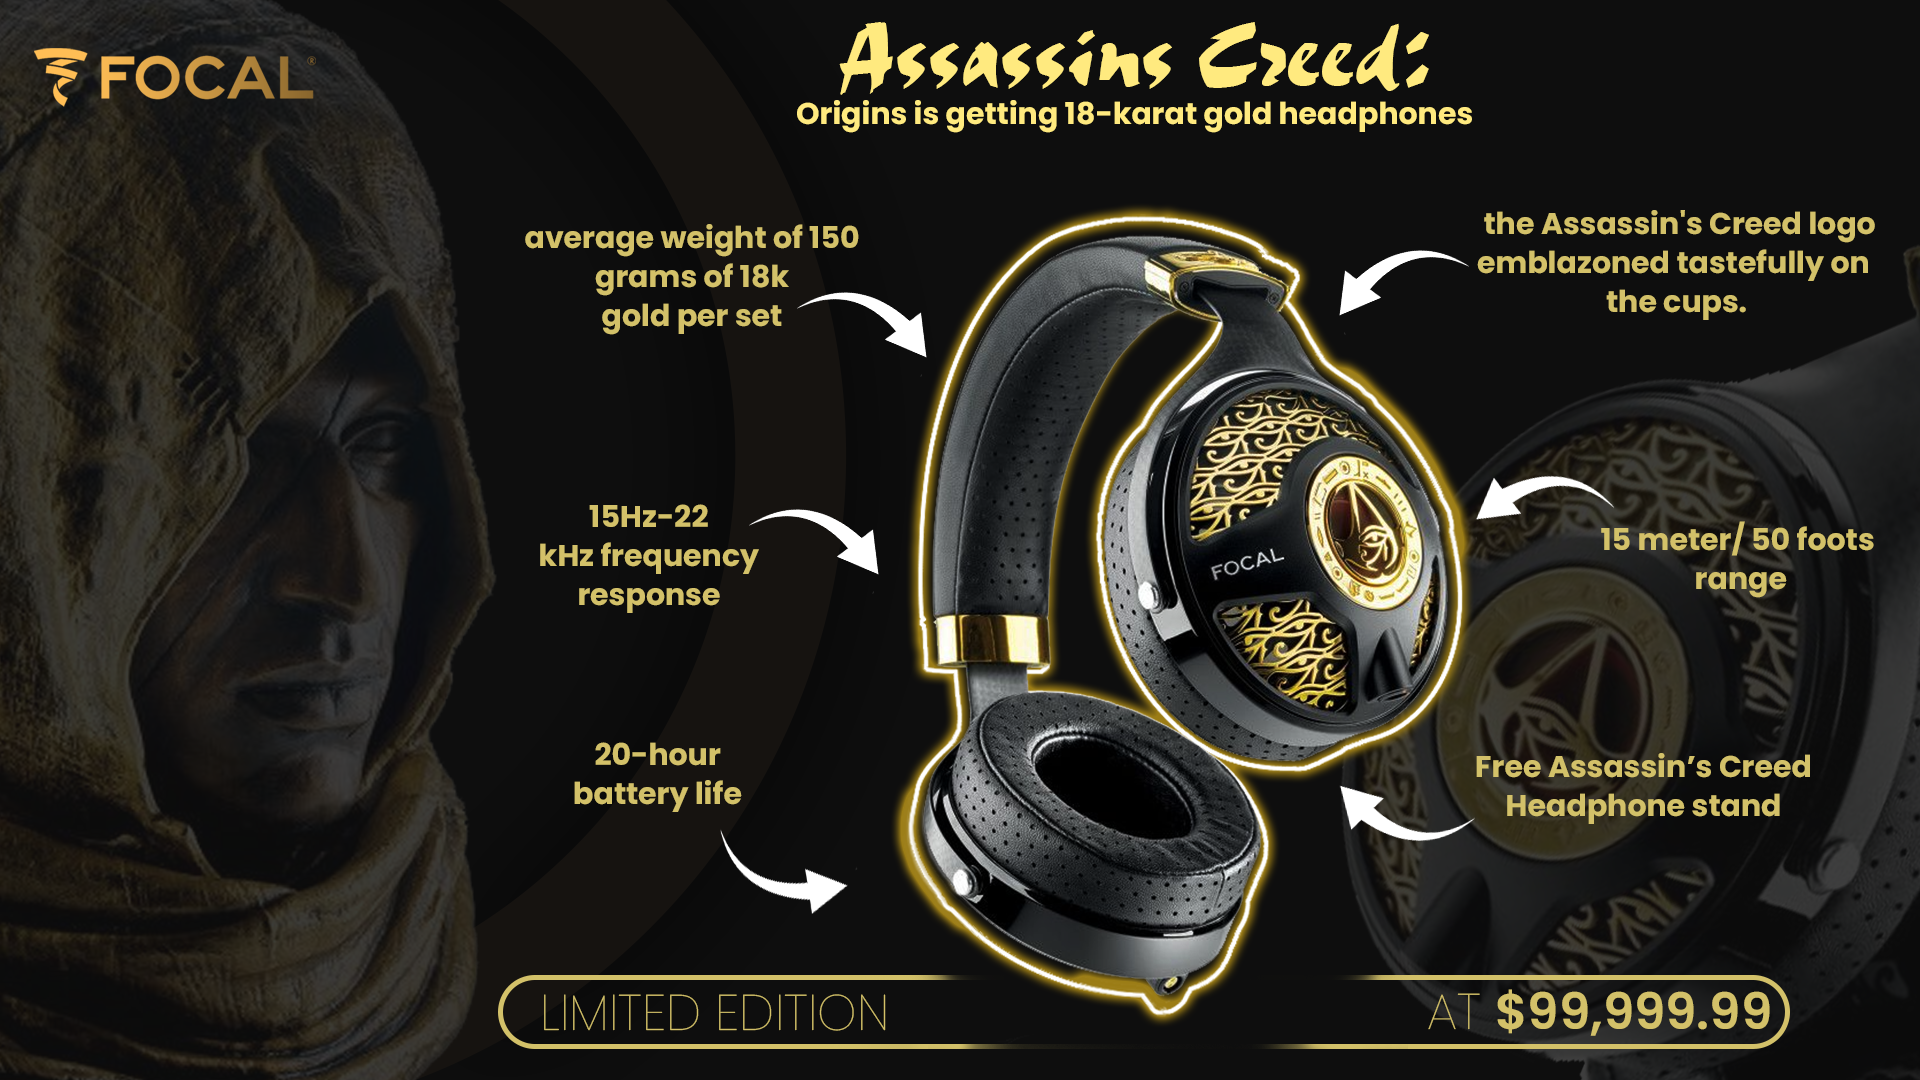 FOCAL®
Assassins Creed:
Origins is getting 18-karat gold headphones
average weight of 150
grams of 18k
gold per set
the Assassin's Creed logo
emblazoned tastefully on
the cups.
15Hz-22
kHz frequency
response
15 meter/ 50 foots
range
FOCAL
20-hour
battery life
Free Assassin’s Creed
Headphone stand
LIMITED EDITION
AT $99,999.99